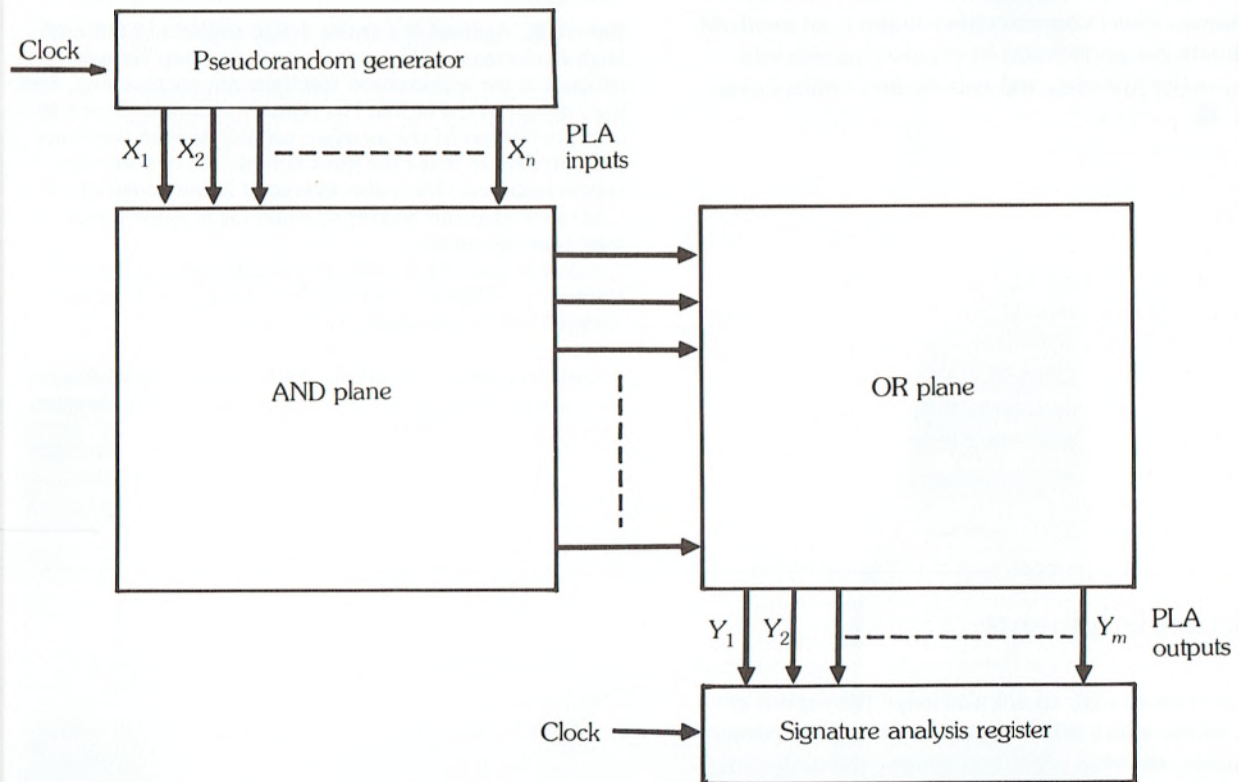 Clock
Pseudorandom generator
X₁ X₂ Xₙ PLA
inputs
AND plane
OR plane
Y₁ Y₂ Yₘ PLA
outputs
Clock
Signature analysis register